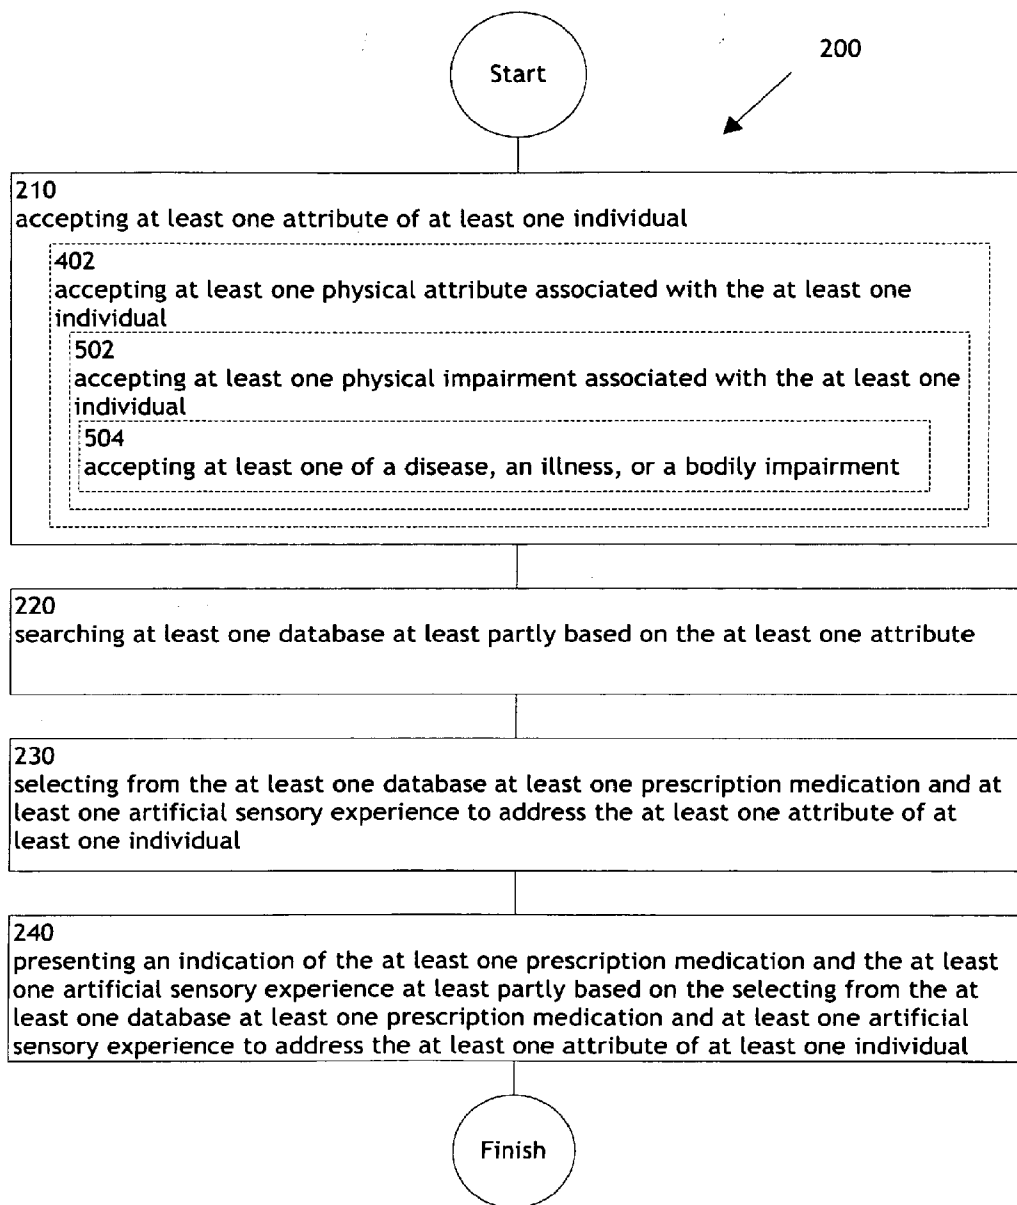 Start
200
210
accepting at least one attribute of at least one individual
402
accepting at least one physical attribute associated with the at least one
individual
502
accepting at least one physical impairment associated with the at least one
individual
504
accepting at least one of a disease, an illness, or a bodily impairment
220
searching at least one database at least partly based on the at least one attribute
230
selecting from the at least one database at least one prescription medication and at
least one artificial sensory experience to address the at least one attribute of at
least one individual
240
presenting an indication of the at least one prescription medication and the at least
one artificial sensory experience at least partly based on the selecting from the at
least one database at least one prescription medication and at least one artificial
sensory experience to address the at least one attribute of at least one individual
Finish